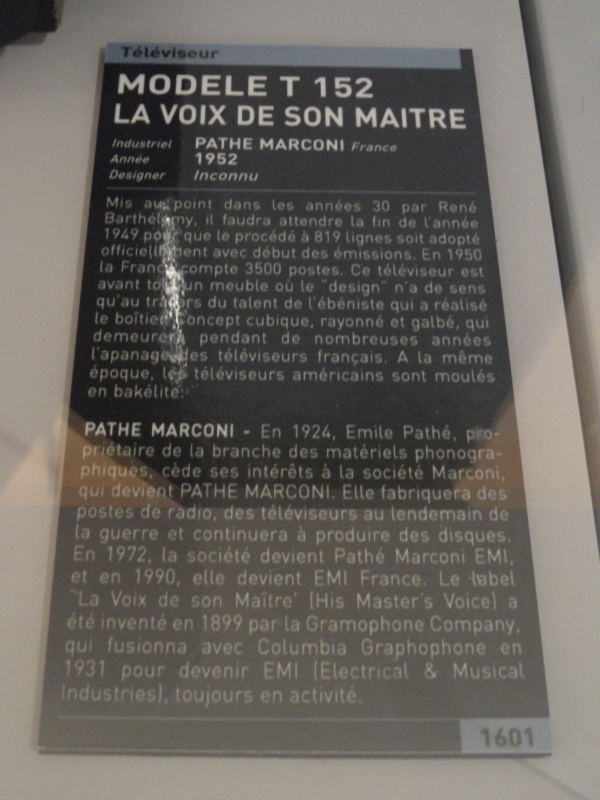 Téléviseur
MODELE T 152
LA VOIX DE SON MAITRE
Industriel PATHE MARCONI France
Année 1952
Designer Inconnu
Mis au point dans les années 30 par René
Barthélémy, il faudra attendre la fin de l'année
1949 pour que le procédé à 819 lignes soit adopté
officiellement avec début des émissions. En 1950
la France compte 3500 postes. Ce téléviseur est
avant tout un meuble où le "design" n'a de sens
qu'au travers du talent de l'ébéniste qui a réalisé
le boîtier. Concept cubique, rayonné et galbé, qui
demeurera pendant de nombreuses années
l'apanage des téléviseurs français. A la même
époque, les téléviseurs américains sont moulés
en bakélite.
PATHE MARCONI - En 1924, Emile Pathé, pro-
priétaire de la branche des matériels phonogra-
phiques, cède ses intérêts à la société Marconi,
qui devient PATHE MARCONI. Elle fabriquera des
postes de radio, des téléviseurs au lendemain de
la guerre et continuera à produire des disques.
En 1972, la société devient Pathé Marconi EMI,
et en 1990, elle devient EMI France. Le label
"La Voix de son Maître' (His Master's Voice) a
été inventé en 1899 par la Gramophone Company,
qui fusionna avec Columbia Graphophone en
1931 pour devenir EMI (Electrical & Musical
Industries), toujours en activité.
1601